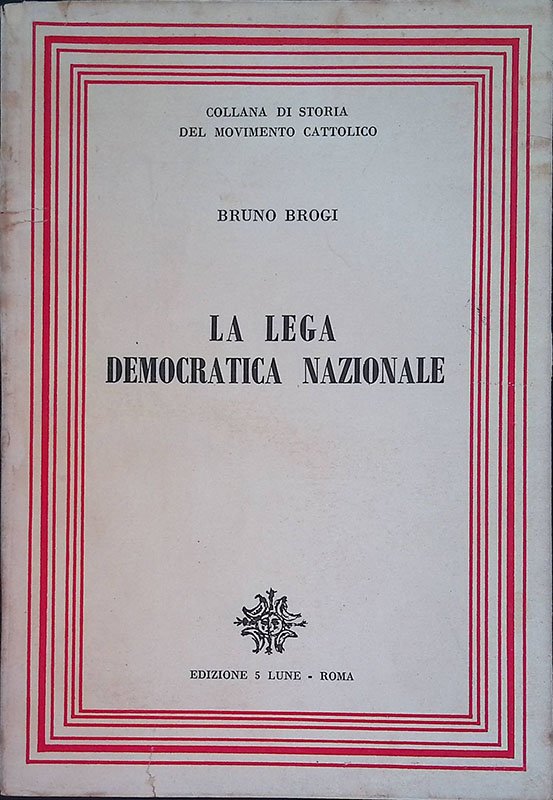 COLLANA DI STORIA
DEL MOVIMENTO CATTOLICO
BRUNO BROGI
LA LEGA
DEMOCRATICA NAZIONALE
EDIZIONE 5 LUNE - ROMA